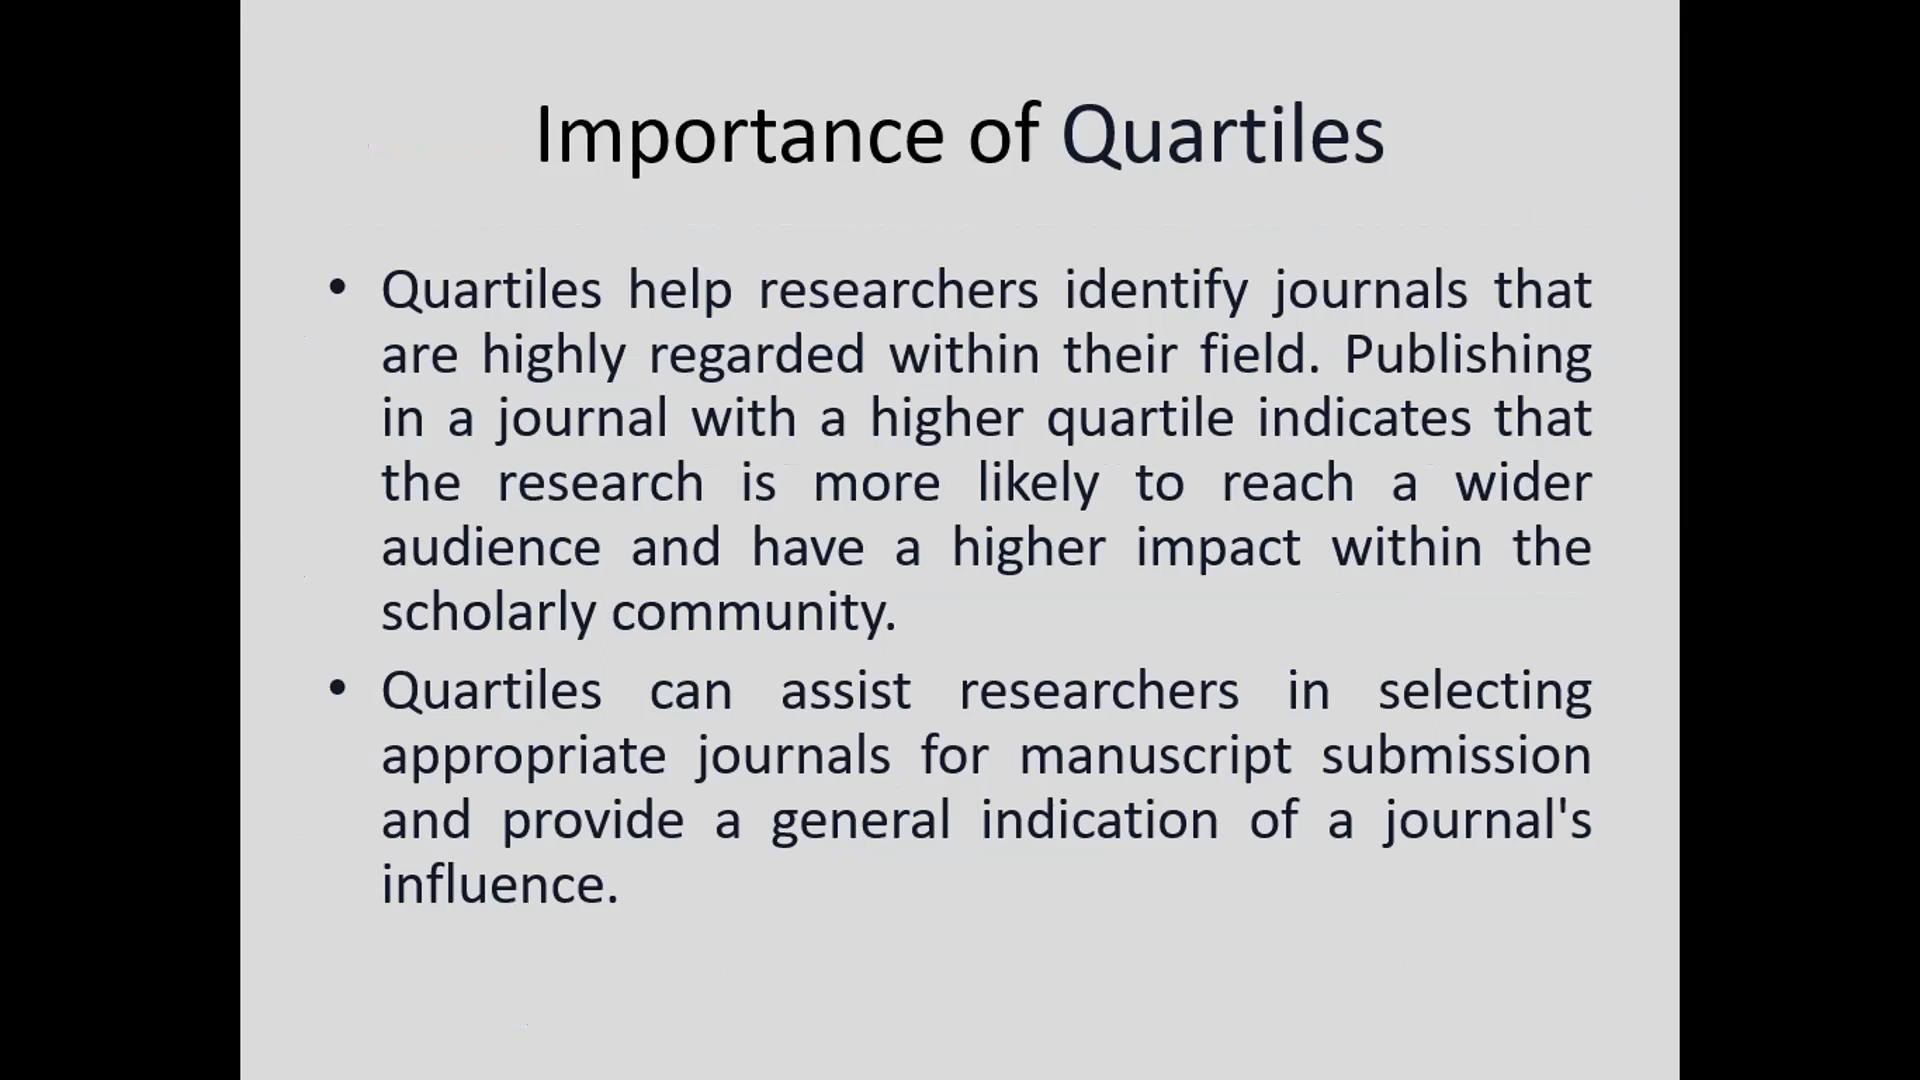 Importance of Quartiles
• Quartiles help researchers identify journals that
are highly regarded within their field. Publishing
in a journal with a higher quartile indicates that
the research is more likely to reach a wider
audience and have a higher impact within the
scholarly community.
• Quartiles can assist researchers in selecting
appropriate journals for manuscript submission
and provide a general indication of a journal's
influence.